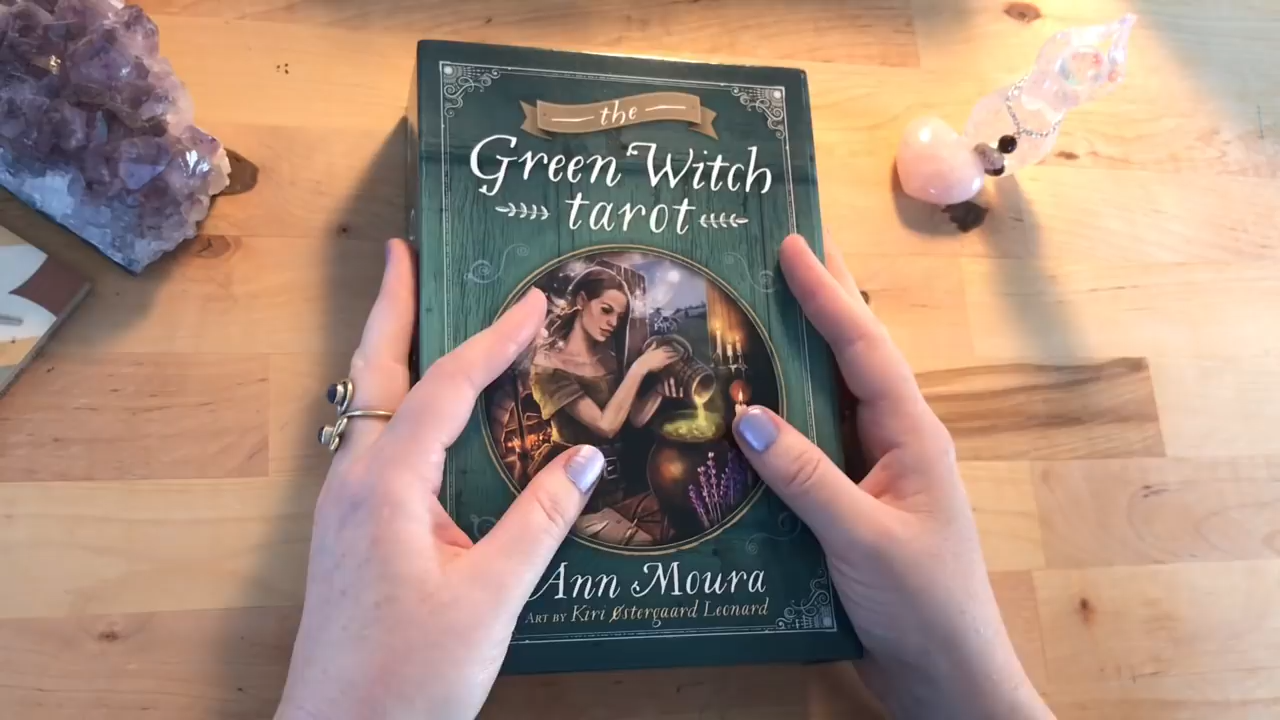 the
Green Witch
tarot
Ann Moura
ART BY Kiri Østergaard Leonard